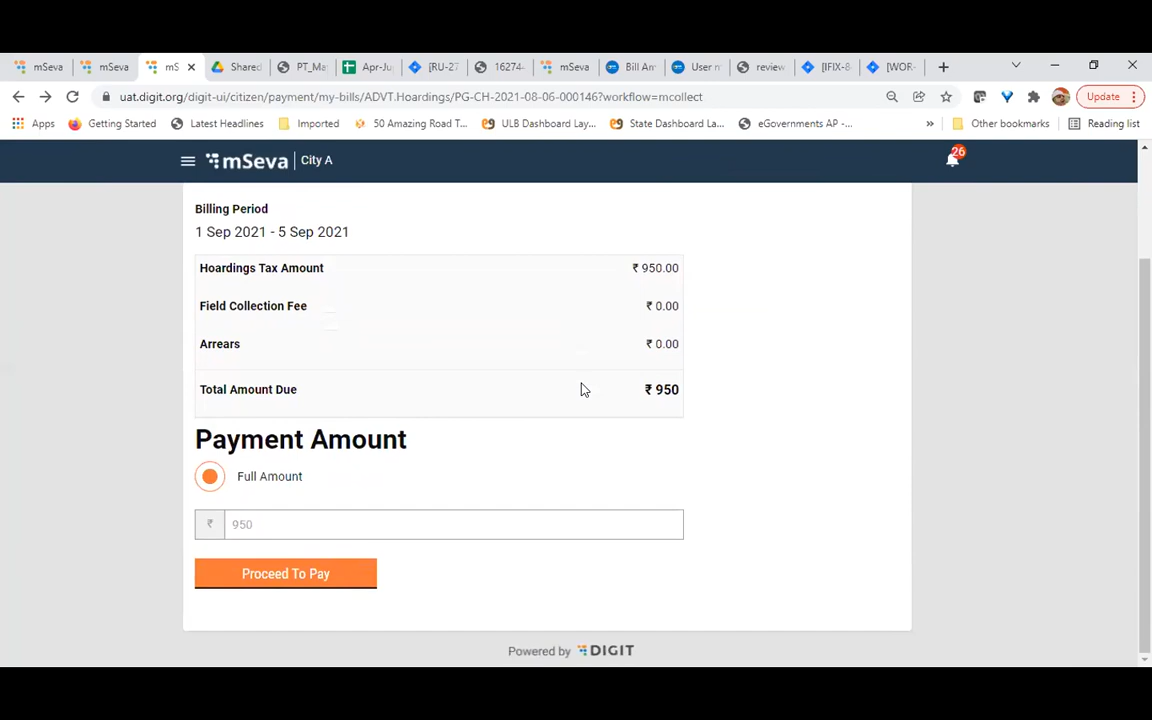 mSeva
mSeva
mS
Shared
PT_Ma
Apr-Ju
[RU-27
16274
mSeva
Bill Am
User m
review
[IFIX-8
[WOR-
uat.digit.org/digit-ui/citizen/payment/my-bills/ADVT.Hoardings/PG-CH-2021-08-06-000146?workflow=mcollect
Update
Apps
Getting Started
Latest Headlines
Imported
50 Amazing Road T...
ULB Dashboard Lay...
State Dashboard La...
eGovernments AP -...
»
Other bookmarks
Reading list
mSeva | City A
26
Billing Period
1 Sep 2021 - 5 Sep 2021
Hoardings Tax Amount ₹ 950.00
Field Collection Fee ₹ 0.00
Arrears ₹ 0.00
Total Amount Due ₹ 950
Payment Amount
Full Amount
₹ 950
Proceed To Pay
Powered by DIGIT